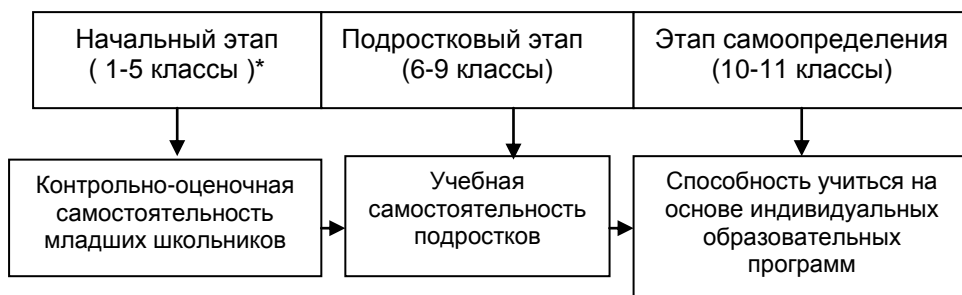 Начальный этап
( 1-5 классы )*
Подростковый этап
(6-9 классы)
Этап самоопределения
(10-11 классы)
Контрольно-оценочная
самостоятельность
младших школьников
Учебная
самостоятельность
подростков
Способность учиться на
основе индивидуальных
образовательных
программ